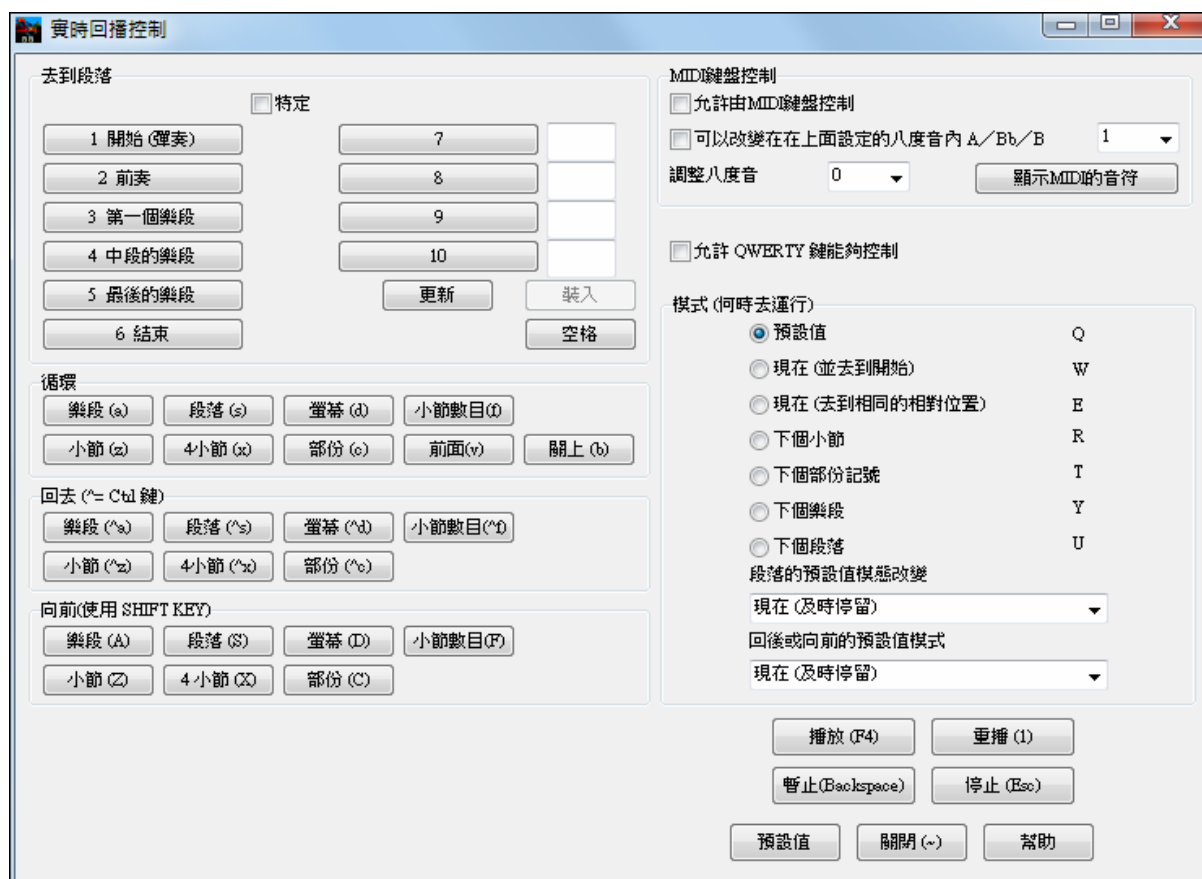 實時回播控制
去到段落
特定
1 開始 (彈奏)
7
2 前奏
8
3 第一個樂段
9
4 中段的樂段
10
5 最後的樂段
更新
裝入
6 結束
空格
循環
樂段 (a)
段落 (s)
螢幕 (d)
小節數目(f)
小節 (z)
4小節 (x)
部份 (c)
前面(v)
關上 (b)
回去 (^= Ctrl 鍵)
樂段 (^a)
段落 (^s)
螢幕 (^d)
小節數目(^f)
小節 (^z)
4小節 (^x)
部份 (^c)
向前(使用 SHIFT KEY)
樂段 (A)
段落 (S)
螢幕 (D)
小節數目(F)
小節 (Z)
4小節 (X)
部份 (C)
MIDI鍵盤控制
允許由MIDI鍵盤控制
可以改變在在上面設定的八度音內 A／Bb／B
1
調整八度音
0
顯示MIDI的音符
允許 QWERTY 鍵能夠控制
模式 (何時去運行)
預設值 Q
現在 (並去到開始) W
現在 (去到相同的相對位置) E
下個小節 R
下個部份記號 T
下個樂段 Y
下個段落 U
段落的預設值模態改變
現在 (及時停留)
回後或向前的預設值模式
現在 (及時停留)
播放 (F4)
重播 (1)
暫止(Backspace)
停止 (Esc)
預設值
關閉 (~)
幫助